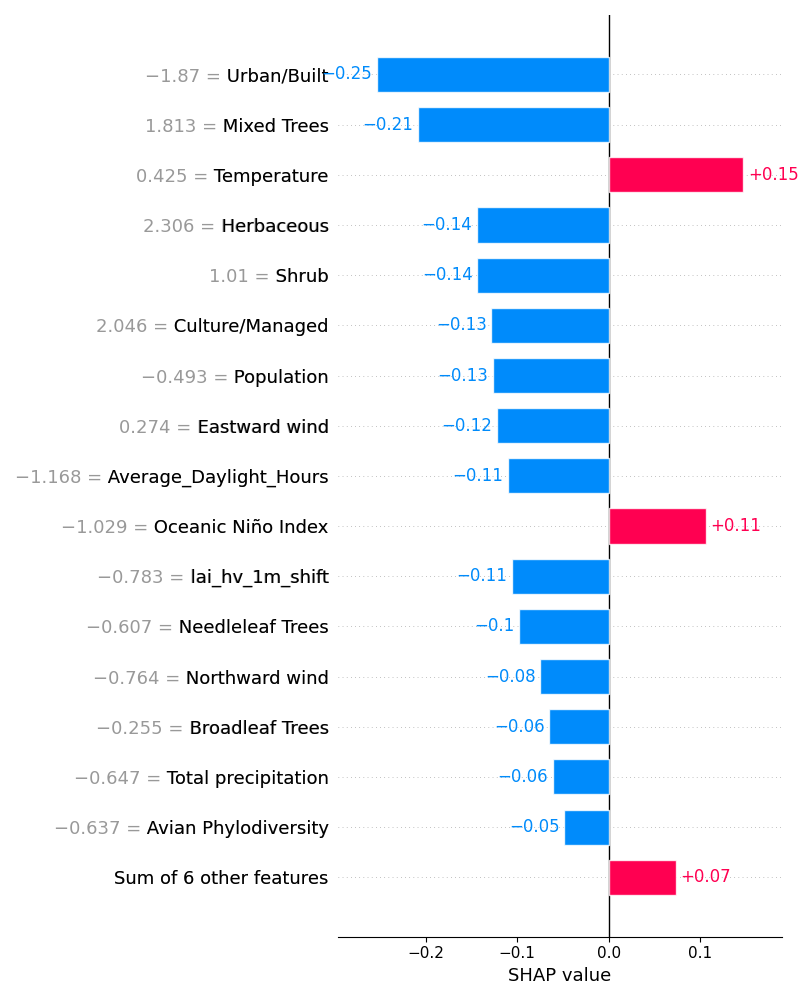 −1.87 = Urban/Built −0.25
1.813 = Mixed Trees −0.21
0.425 = Temperature +0.15
2.306 = Herbaceous −0.14
1.01 = Shrub −0.14
2.046 = Culture/Managed −0.13
−0.493 = Population −0.13
0.274 = Eastward wind −0.12
−1.168 = Average_Daylight_Hours −0.11
−1.029 = Oceanic Niño Index +0.11
−0.783 = lai_hv_1m_shift −0.11
−0.607 = Needleleaf Trees −0.1
−0.764 = Northward wind −0.08
−0.255 = Broadleaf Trees −0.06
−0.647 = Total precipitation −0.06
−0.637 = Avian Phylodiversity −0.05
Sum of 6 other features +0.07
−0.2 −0.1 0.0 0.1
SHAP value